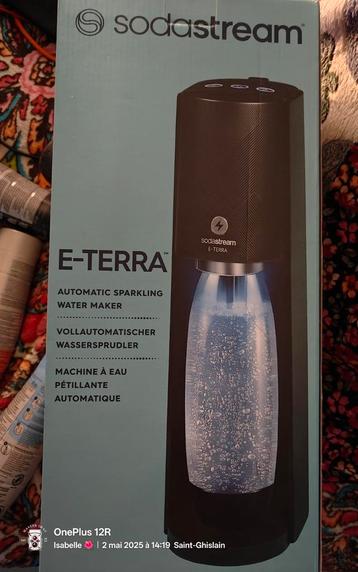 sodastream
sodastream
E-TERRA
E-TERRA™
AUTOMATIC SPARKLING
WATER MAKER
VOLLAUTOMATISCHER
WASSERSPRUDLER
MACHINE À EAU
PÉTILLANTE
AUTOMATIQUE
OnePlus 12R
Isabelle 🌺 | 2 mai 2025 à 14:19 Saint-Ghislain